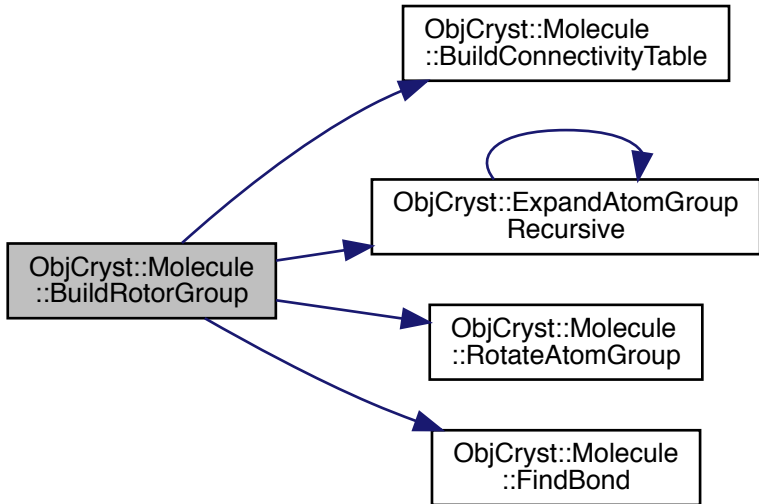 ObjCryst::Molecule
::BuildConnectivityTable
ObjCryst::ExpandAtomGroup
Recursive
ObjCryst::Molecule
::BuildRotorGroup
ObjCryst::Molecule
::RotateAtomGroup
ObjCryst::Molecule
::FindBond